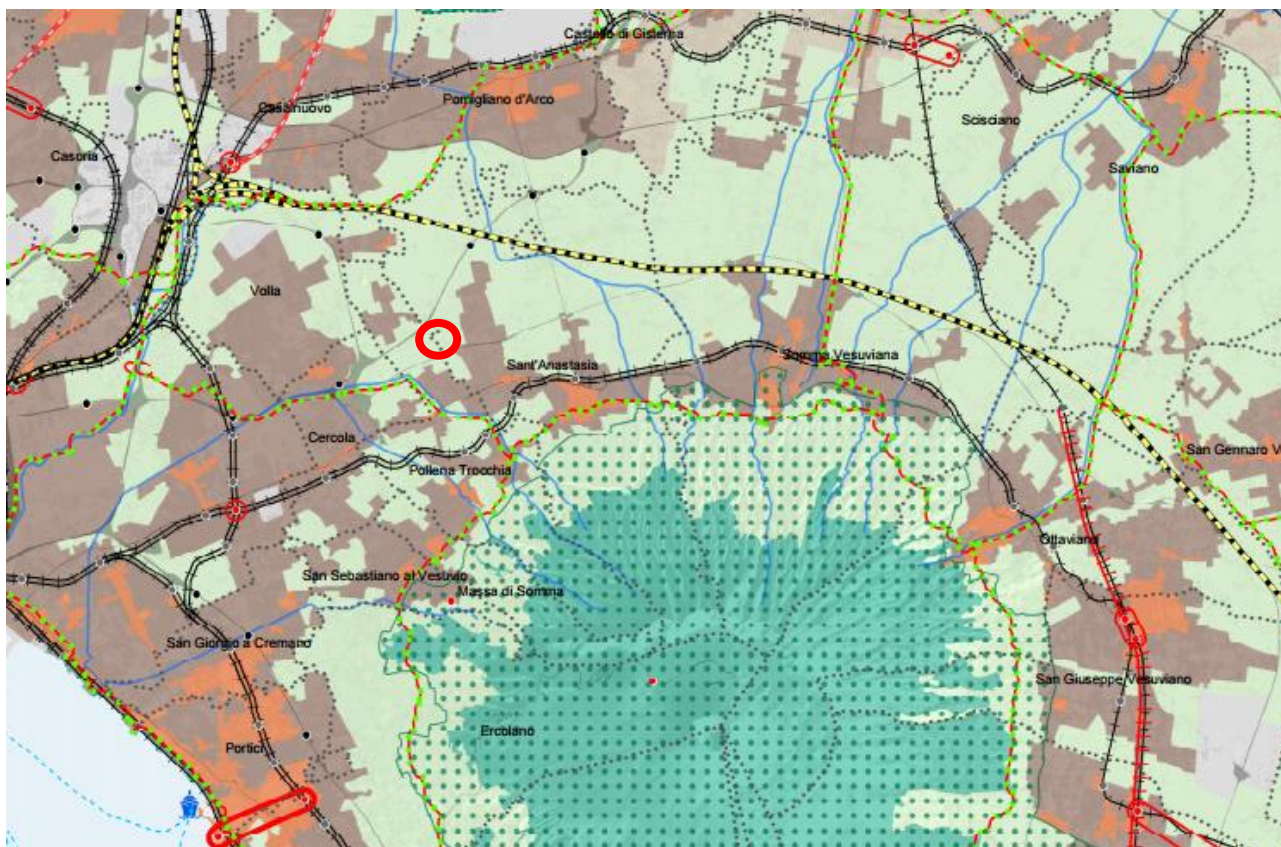 Castello di Cisterna
Pomigliano d'Arco
Casalnuovo
Scisciano
Casoria
Saviano
Volla
Somma Vesuviana
Sant'Anastasia
Cercola
San Gennaro V
Pollena Trocchia
Ottaviano
San Sebastiano al Vesuvio
Massa di Somma
San Giorgio a Cremano
San Giuseppe Vesuviano
Ercolano
Portici